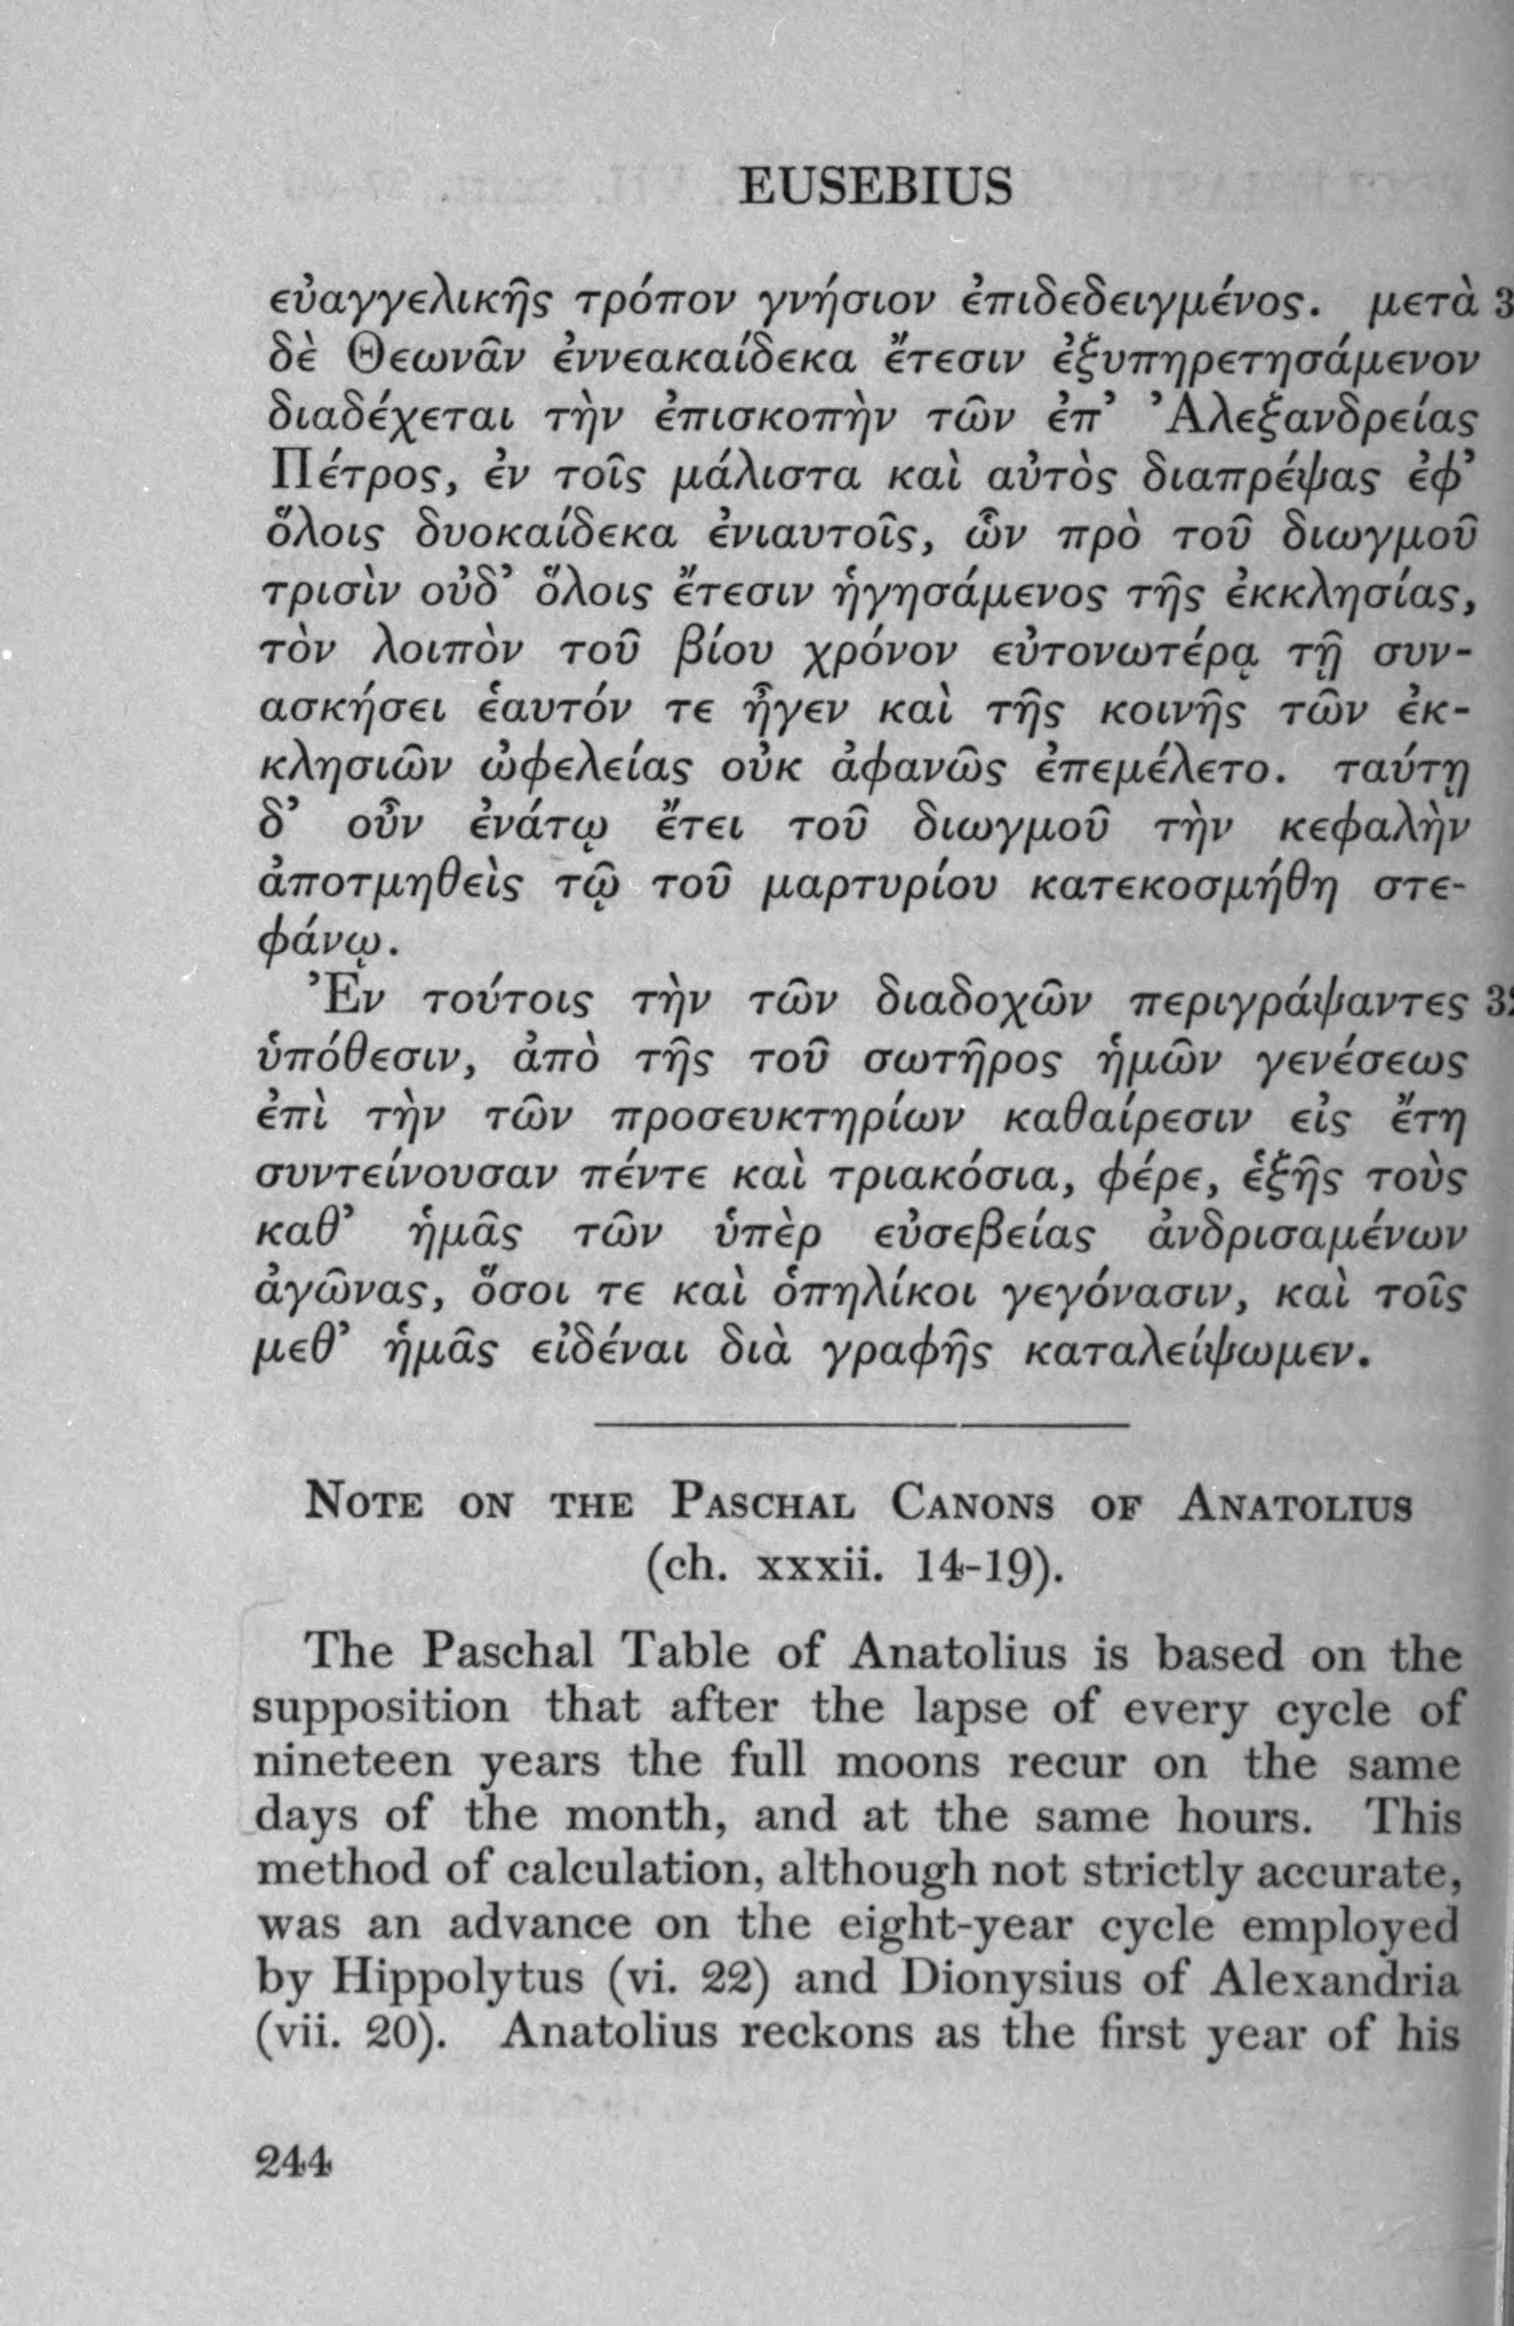 EUSEBIUS
εὐαγγελικῆς τρόπον γνήσιον ἐπιδεδειγμένος. μετὰ
δὲ Θεωνᾶν ἐννεακαίδεκα ἔτεσιν ἐξυπηρετησάμενον
διαδέχεται τὴν ἐπισκοπὴν τῶν ἐπ’ Ἀλεξανδρείας
Πέτρος, ἐν τοῖς μάλιστα καὶ αὐτὸς διαπρέψας ἐφ’
ὅλοις δυοκαίδεκα ἐνιαυτοῖς, ὧν πρὸ τοῦ διωγμοῦ
τρισὶν οὐδ’ ὅλοις ἔτεσιν ἡγησάμενος τῆς ἐκκλησίας,
τὸν λοιπὸν τοῦ βίου χρόνον εὐτονωτέρᾳ τῇ συν-
ασκήσει ἑαυτόν τε ἦγεν καὶ τῆς κοινῆς τῶν ἐκ-
κλησιῶν ὠφελείας οὐκ ἀφανῶς ἐπεμέλετο. ταύτῃ
δ’ οὖν ἐνάτῳ ἔτει τοῦ διωγμοῦ τὴν κεφαλὴν
ἀποτμηθεὶς τῷ τοῦ μαρτυρίου κατεκοσμήθη στε-
φάνῳ.
Ἐν τούτοις τὴν τῶν διαδοχῶν περιγράψαντες
ὑπόθεσιν, ἀπὸ τῆς τοῦ σωτῆρος ἡμῶν γενέσεως
ἐπὶ τὴν τῶν προσευκτηρίων καθαίρεσιν εἰς ἔτη
συντείνουσαν πέντε καὶ τριακόσια, φέρε, ἑξῆς τοὺς
καθ’ ἡμᾶς τῶν ὑπὲρ εὐσεβείας ἀνδρισαμένων
ἀγῶνας, ὅσοι τε καὶ ὁπηλίκοι γεγόνασιν, καὶ τοῖς
μεθ’ ἡμᾶς εἰδέναι διὰ γραφῆς καταλείψωμεν.
NOTE ON THE PASCHAL CANONS OF ANATOLIUS
(ch. xxxii. 14-19).
The Paschal Table of Anatolius is based on the
supposition that after the lapse of every cycle of
nineteen years the full moons recur on the same
days of the month, and at the same hours. This
method of calculation, although not strictly accurate,
was an advance on the eight-year cycle employed
by Hippolytus (vi. 22) and Dionysius of Alexandria
(vii. 20). Anatolius reckons as the first year of his
244